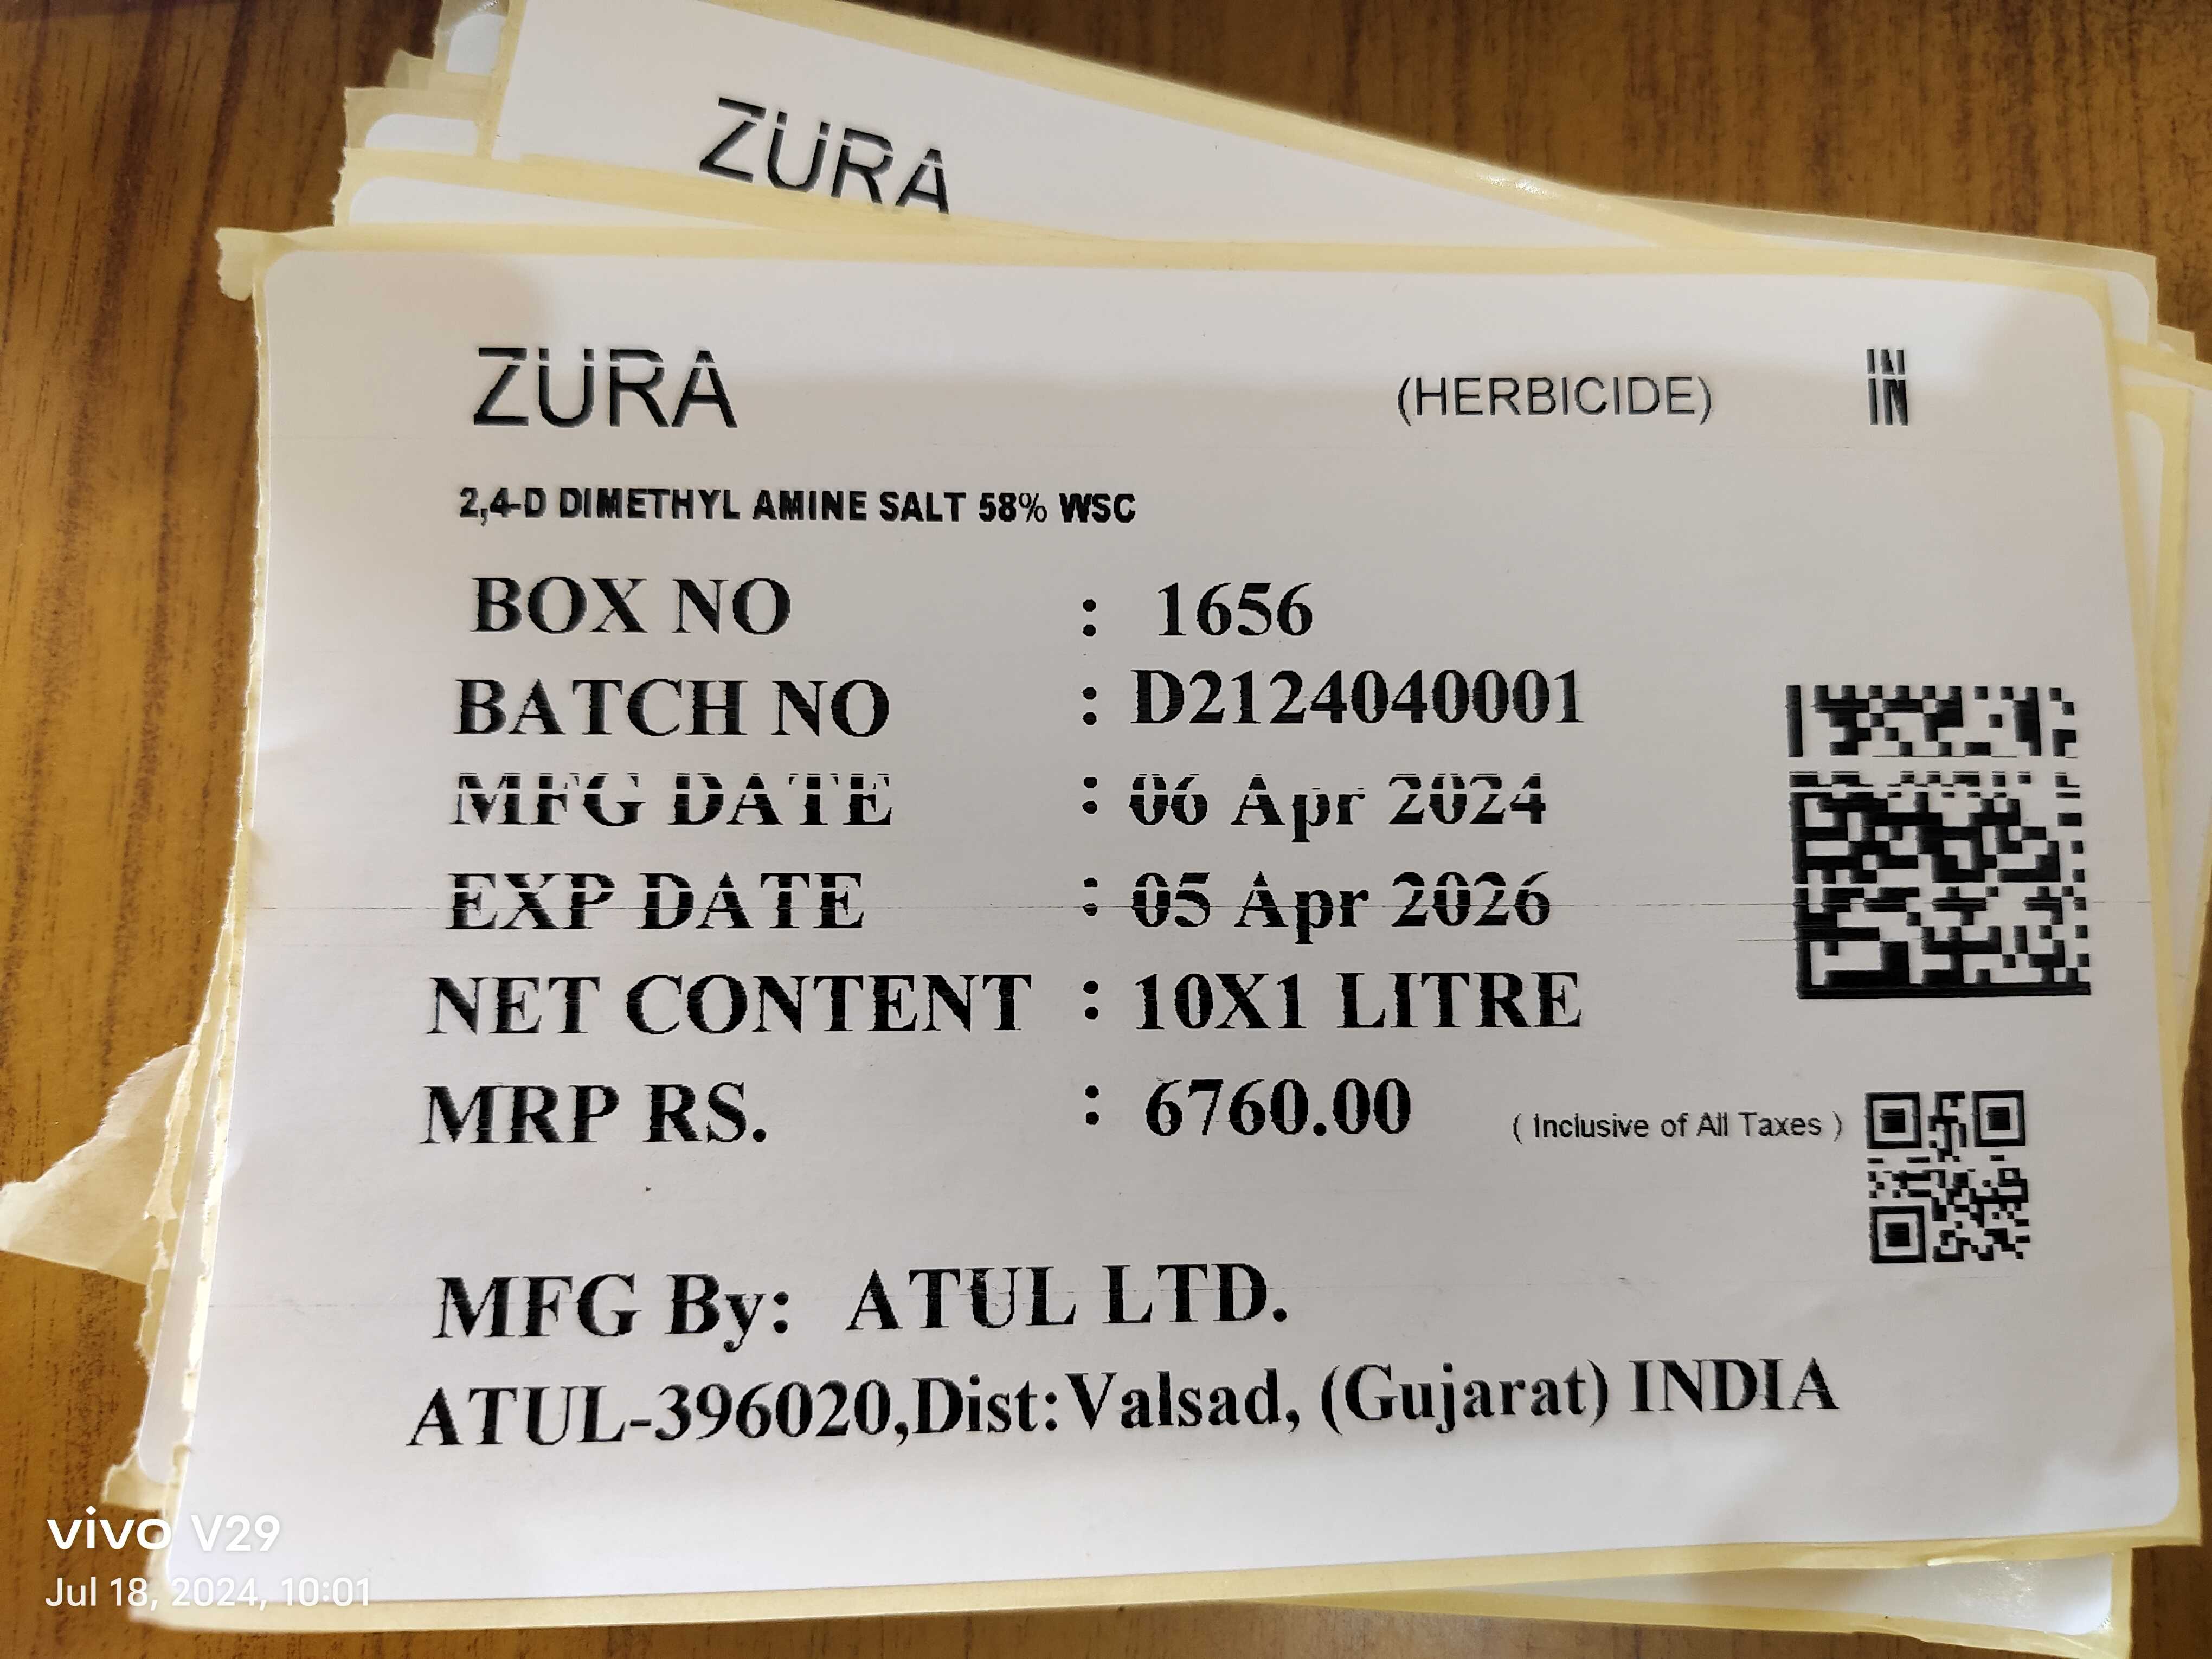 ZURA
ZURA (HERBICIDE) IN
2,4-D DIMETHYL AMINE SALT 58% WSC
BOX NO : 1656
BATCH NO : D2124040001
MFG DATE : 06 Apr 2024
EXP DATE : 05 Apr 2026
NET CONTENT : 10X1 LITRE
MRP RS. : 6760.00 ( Inclusive of All Taxes )
MFG By: ATUL LTD.
ATUL-396020,Dist:Valsad, (Gujarat) INDIA
vivo V29
Jul 18, 2024, 10:01